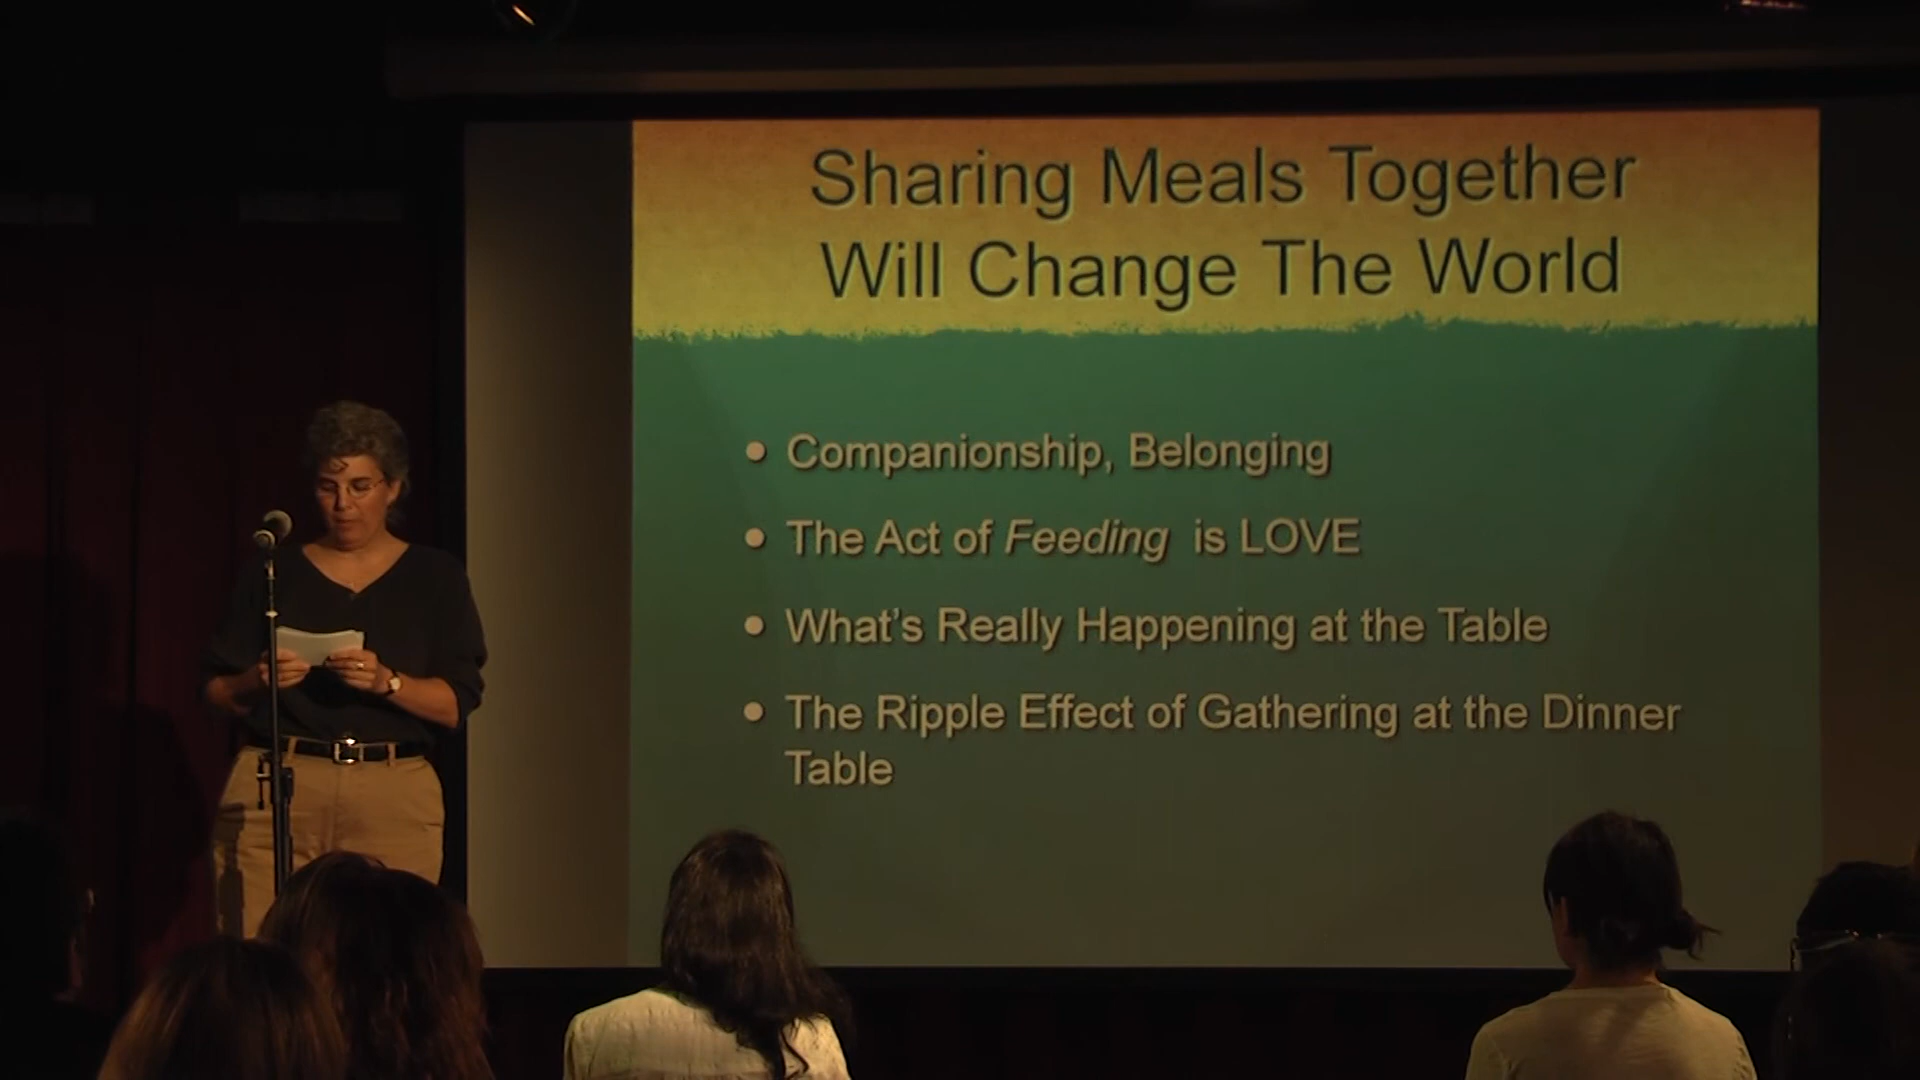 Sharing Meals Together
Will Change The World
• Companionship, Belonging
• The Act of Feeding is LOVE
• What's Really Happening at the Table
• The Ripple Effect of Gathering at the Dinner
Table